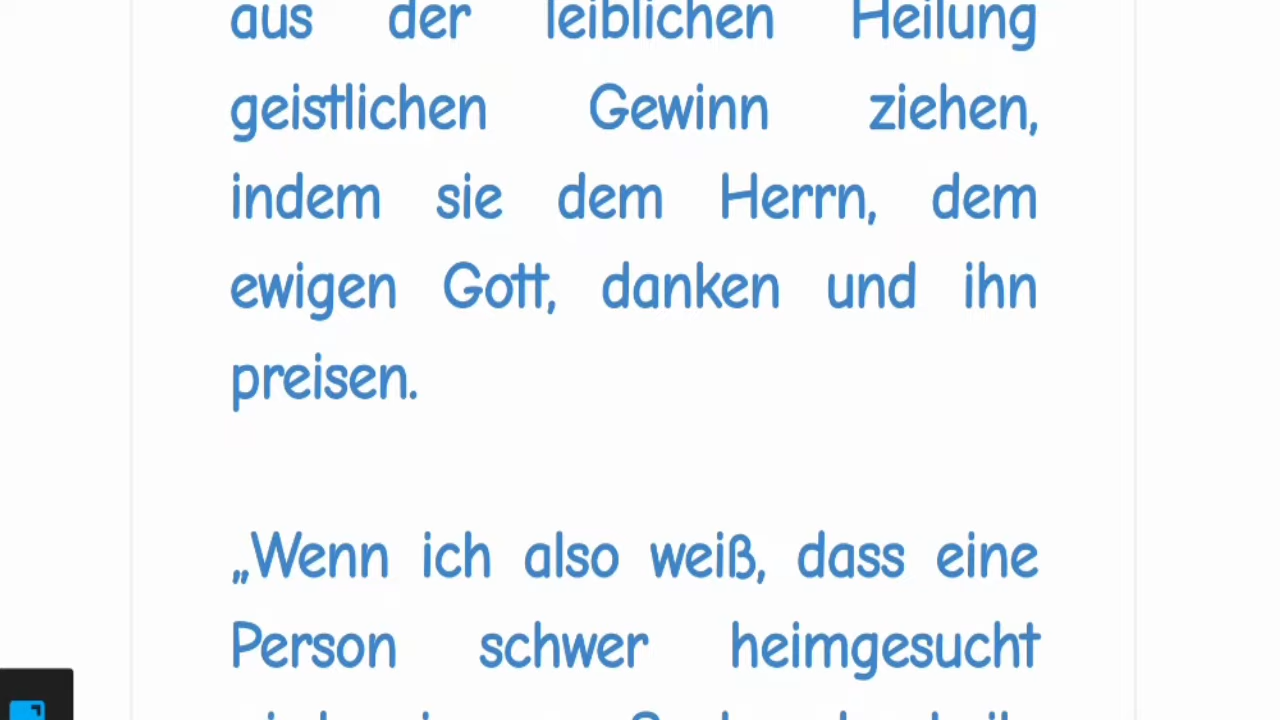 aus der leiblichen Heilung
geistlichen Gewinn ziehen,
indem sie dem Herrn, dem
ewigen Gott, danken und ihn
preisen.
„Wenn ich also weiß, dass eine
Person schwer heimgesucht